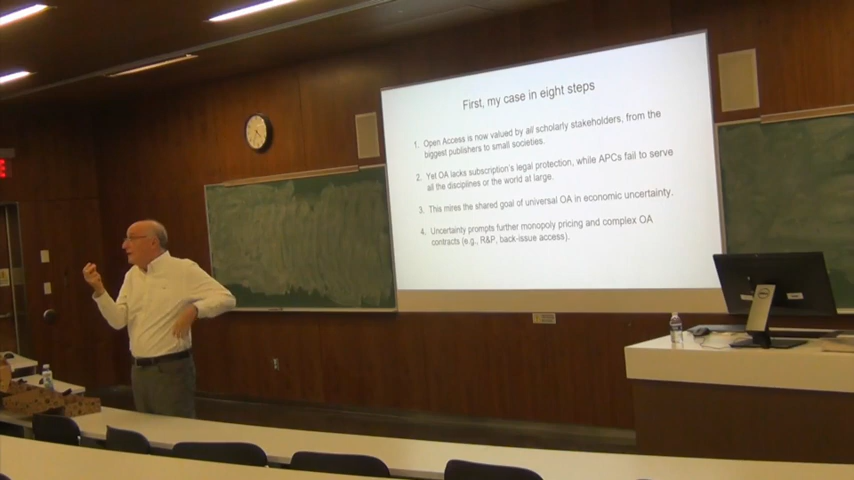 First, my case in eight steps
1. Open Access is now valued by all scholarly stakeholders, from the
biggest publishers to small societies.
2. Yet OA lacks subscription's legal protection, while APCs fail to serve
all the disciplines or the world at large.
3. This mires the shared goal of universal OA in economic uncertainty.
4. Uncertainty prompts further monopoly pricing and complex OA
contracts (e.g., R&P, back-issue access).
DELL